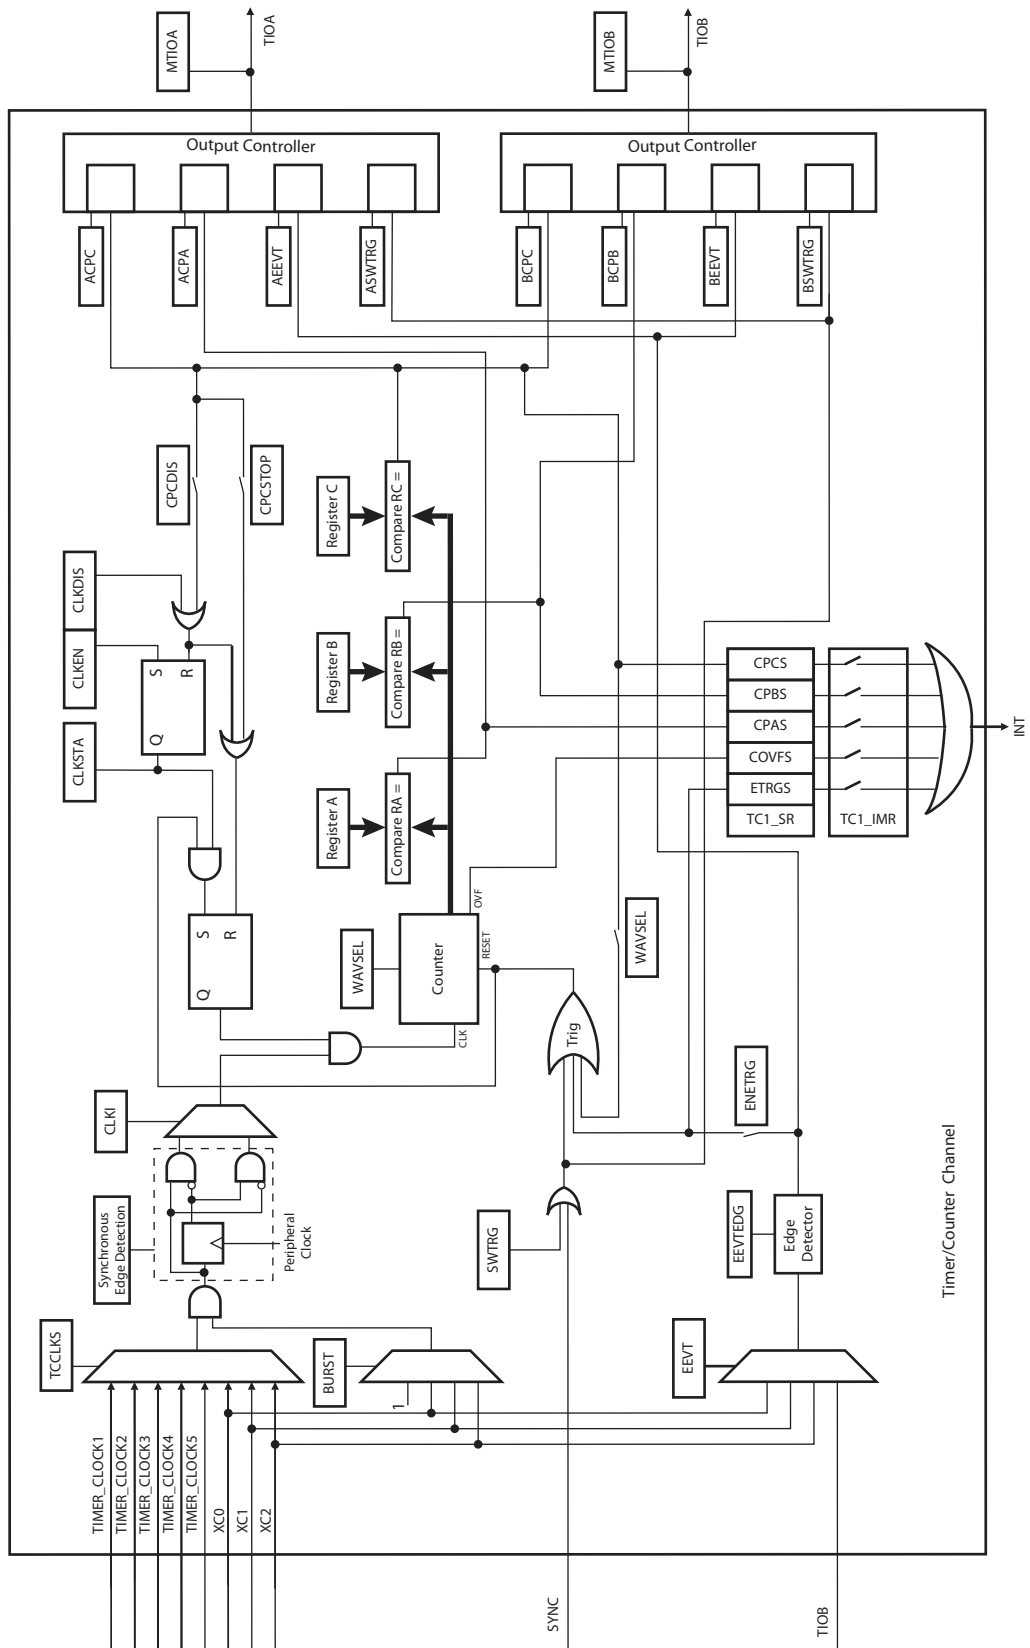 TIOA
MTIOA
TIOB
MTIOB
Output Controller
Output Controller
ACPC
ACPA
AEEVT
ASWTRG
BCPC
BCPB
BEEVT
BSWTRG
CPCDIS
CPCSTOP
Register C
Compare RC =
CLKDIS
CLKEN
S
R
Q
CLKSTA
Register B
Compare RB =
Register A
Compare RA =
CPCS
CPBS
CPAS
COVFS
ETRGS
TC1_SR
TC1_IMR
INT
S
R
Q
WAVSEL
Counter
OVF
RESET
CLK
WAVSEL
Trig
ENETRG
CLKI
Synchronous
Edge Detection
Peripheral
Clock
SWTRG
EEVTEDG
Edge
Detector
Timer/Counter Channel
TCCLKS
BURST
1
EEVT
TIMER_CLOCK1
TIMER_CLOCK2
TIMER_CLOCK3
TIMER_CLOCK4
TIMER_CLOCK5
XC0
XC1
XC2
SYNC
TIOB